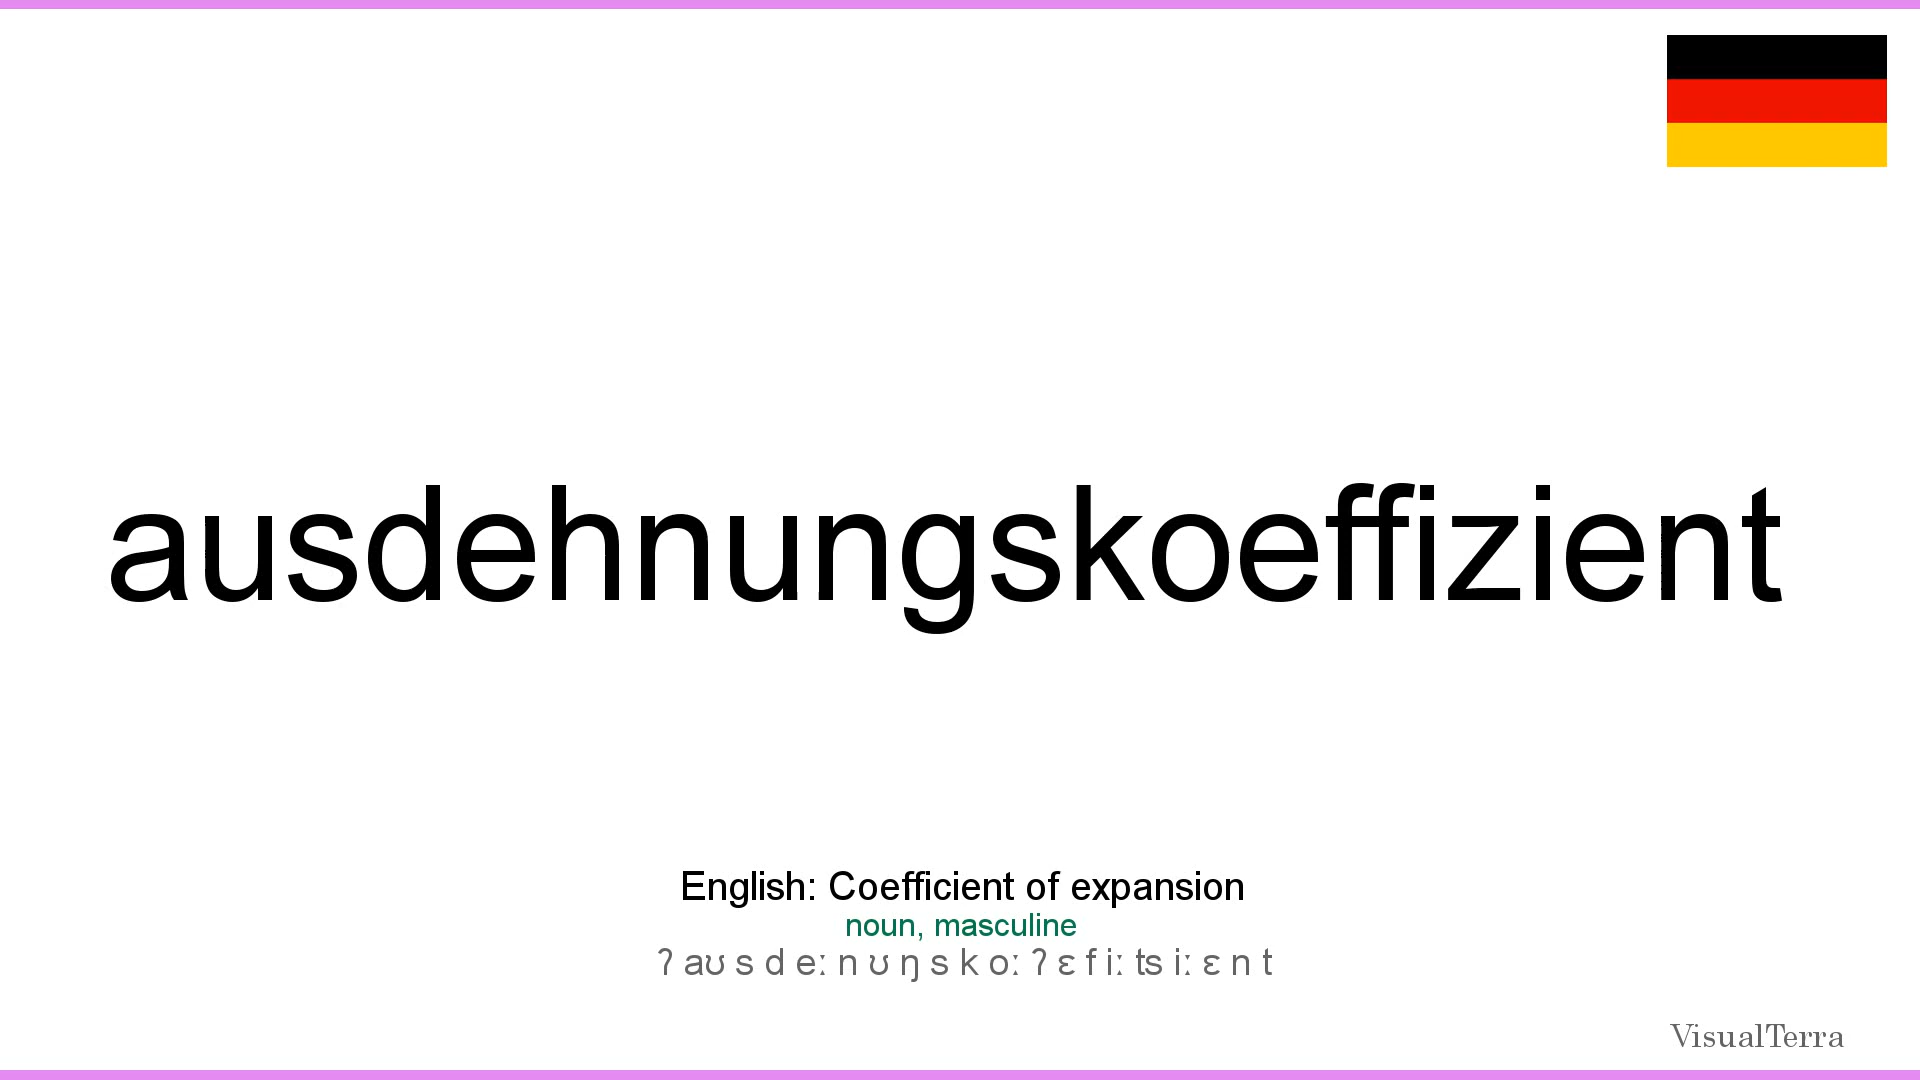 ausdehnungskoeffizient
English: Coefficient of expansion
noun, masculine
ʔ aʊ s d eː n ʊ ŋ s k oː ʔ ɛ f iː ts iː ɛ n t
VisualTerra